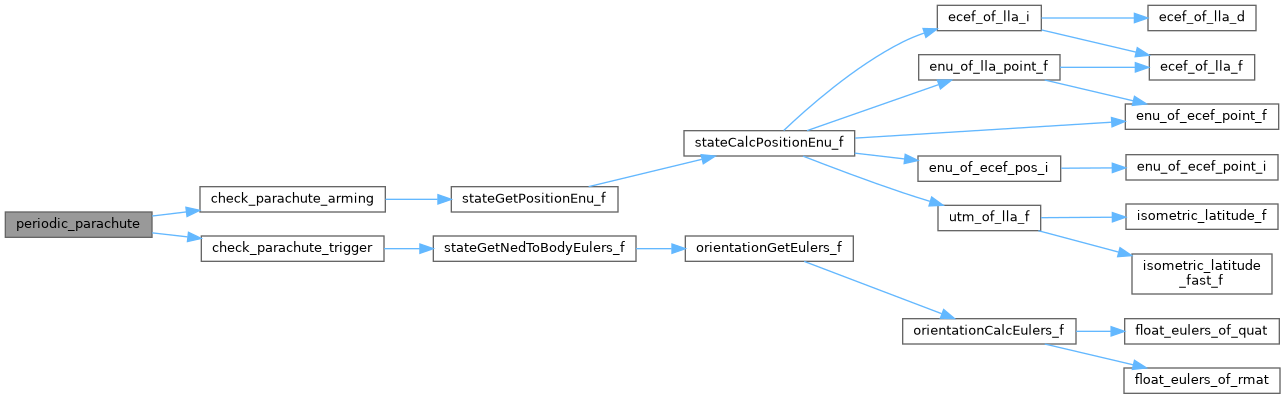 periodic_parachute
check_parachute_arming
check_parachute_trigger
stateGetPositionEnu_f
stateGetNedToBodyEulers_f
stateCalcPositionEnu_f
orientationGetEulers_f
ecef_of_lla_i
enu_of_lla_point_f
enu_of_ecef_pos_i
utm_of_lla_f
orientationCalcEulers_f
ecef_of_lla_d
ecef_of_lla_f
enu_of_ecef_point_f
enu_of_ecef_point_i
isometric_latitude_f
isometric_latitude
_fast_f
float_eulers_of_quat
float_eulers_of_rmat